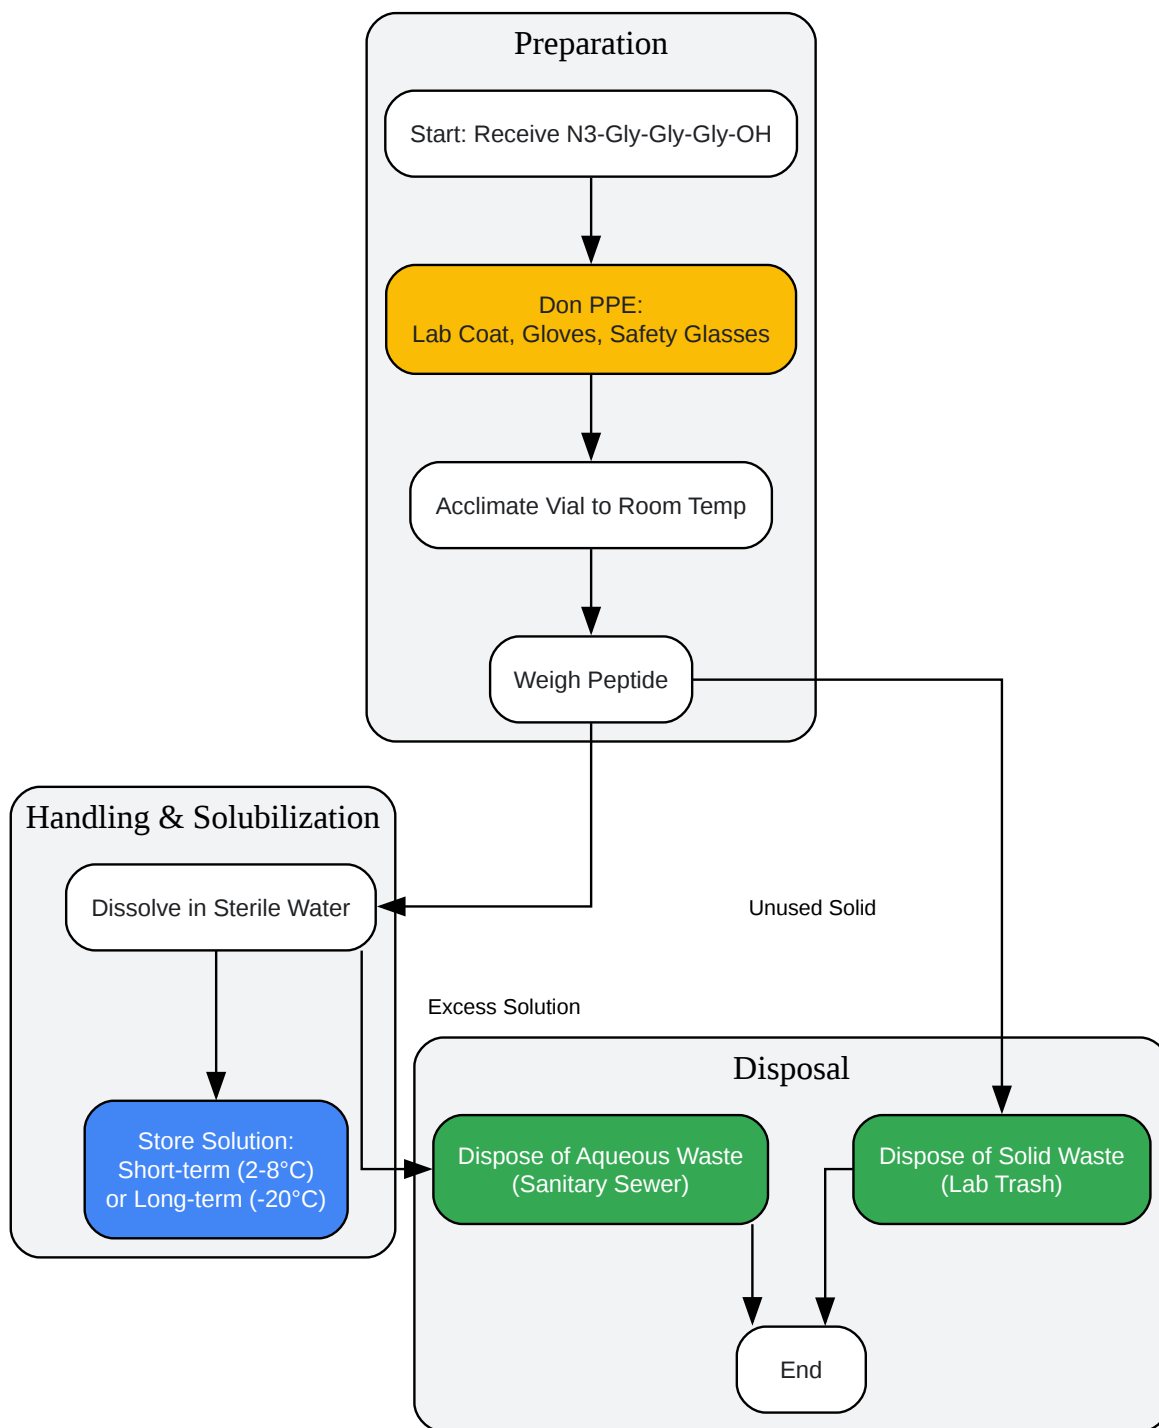 Preparation
Start: Receive N3-Gly-Gly-Gly-OH
Don PPE:
Lab Coat, Gloves, Safety Glasses
Acclimate Vial to Room Temp
Weigh Peptide
Handling & Solubilization
Dissolve in Sterile Water
Unused Solid
Excess Solution
Disposal
Store Solution:
Short-term (2-8°C)
or Long-term (-20°C)
Dispose of Aqueous Waste
(Sanitary Sewer)
Dispose of Solid Waste
(Lab Trash)
End